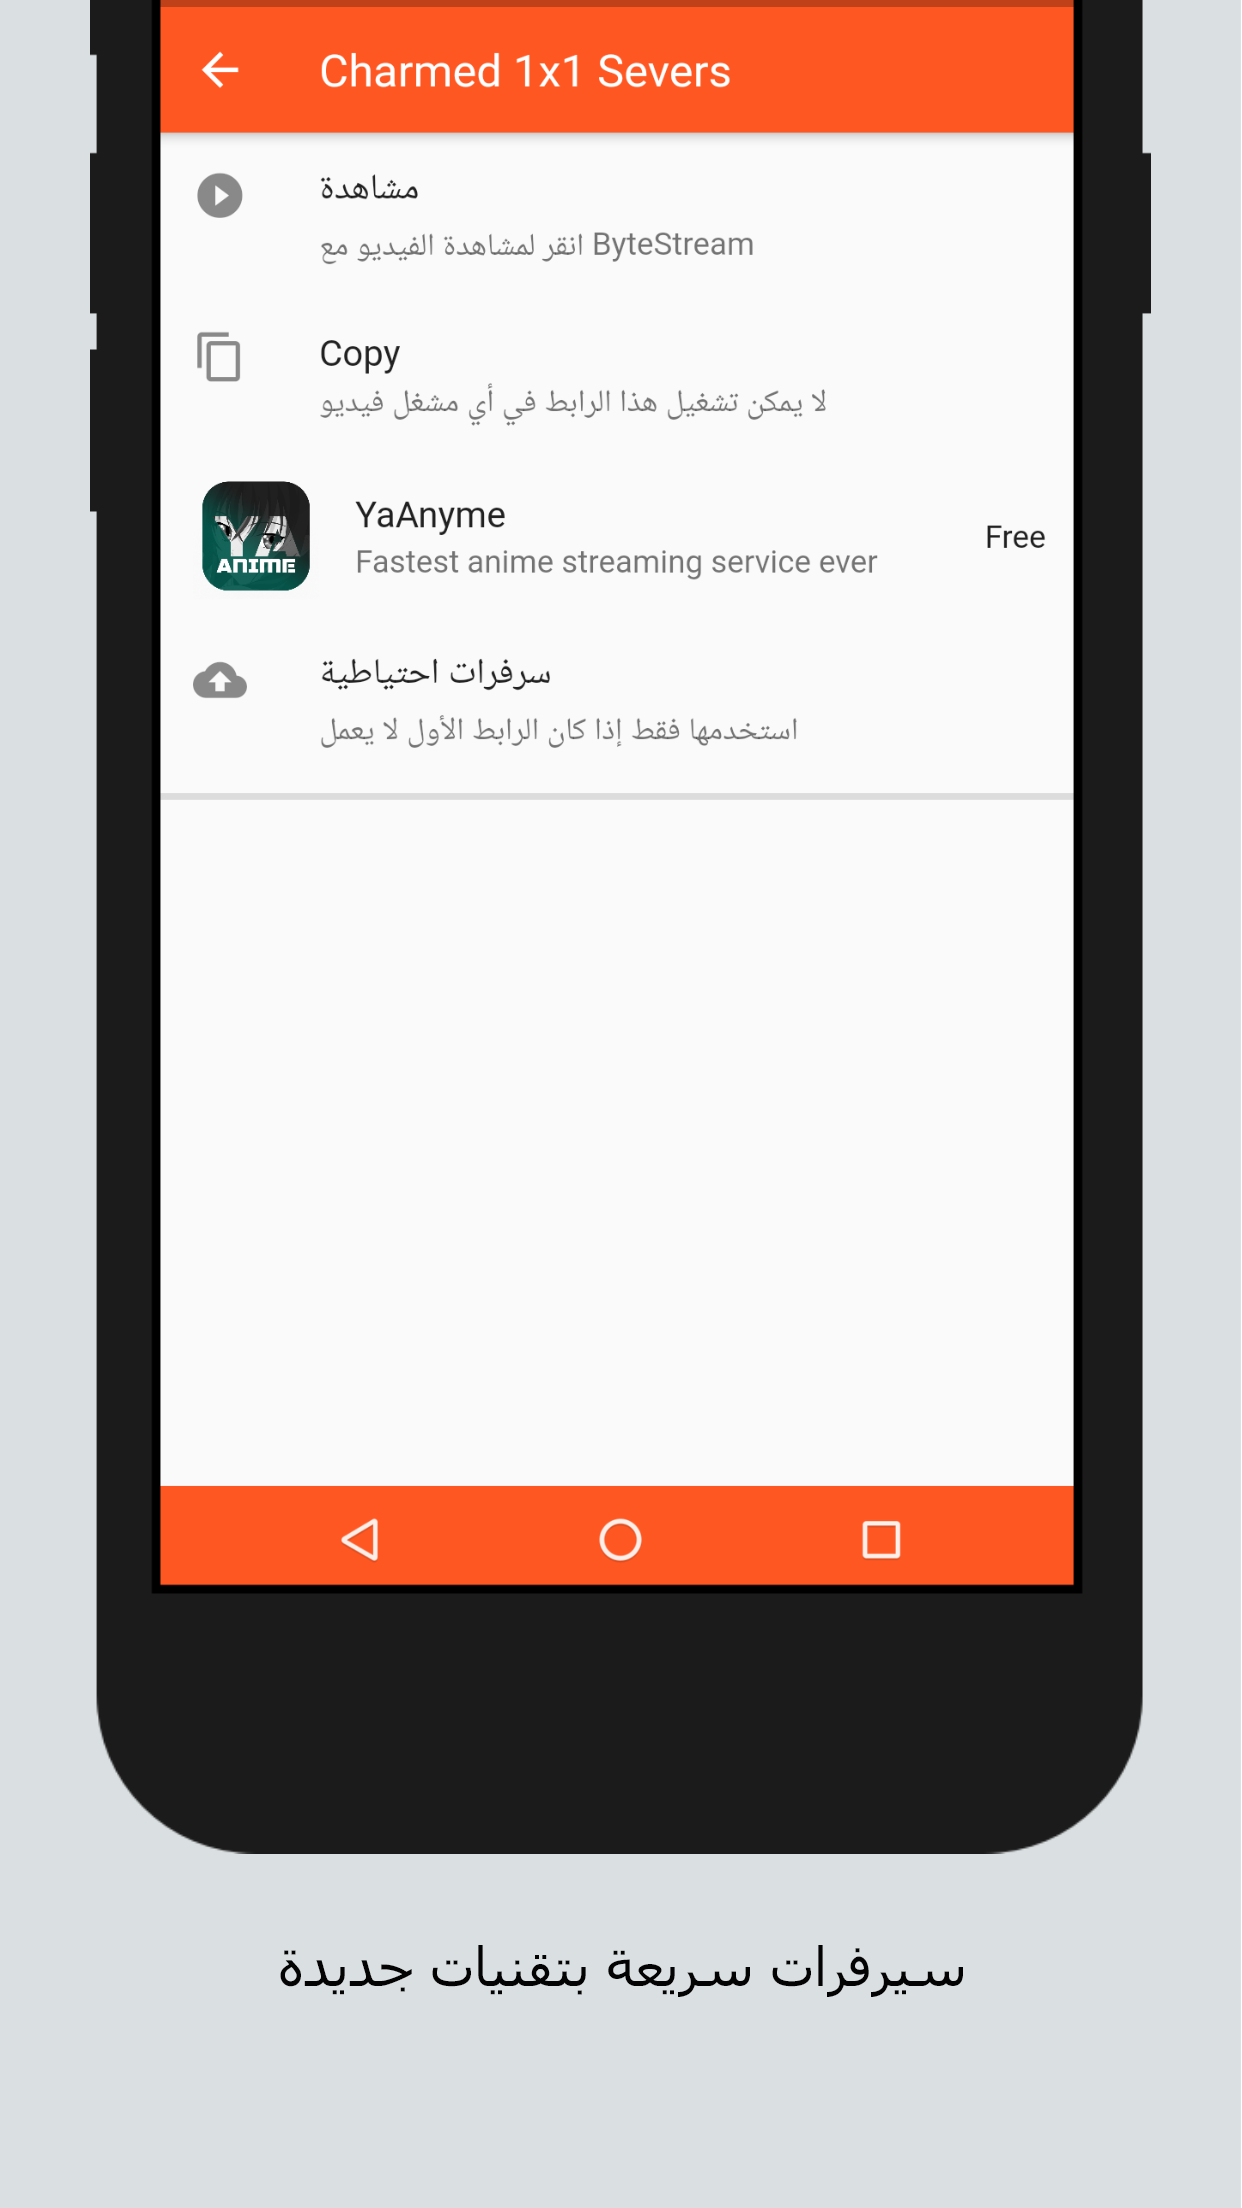 Charmed 1x1 Severs
مشاهدة
انقر لمشاهدة الفيديو مع ByteStream
Copy
لا يمكن تشغيل هذا الرابط في أي مشغل فيديو
YA
ANIME
YaAnyme
Free
Fastest anime streaming service ever
سرفرات احتياطية
استخدمها فقط إذا كان الرابط الأول لا يعمل
سيرفرات سريعة بتقنيات جديدة